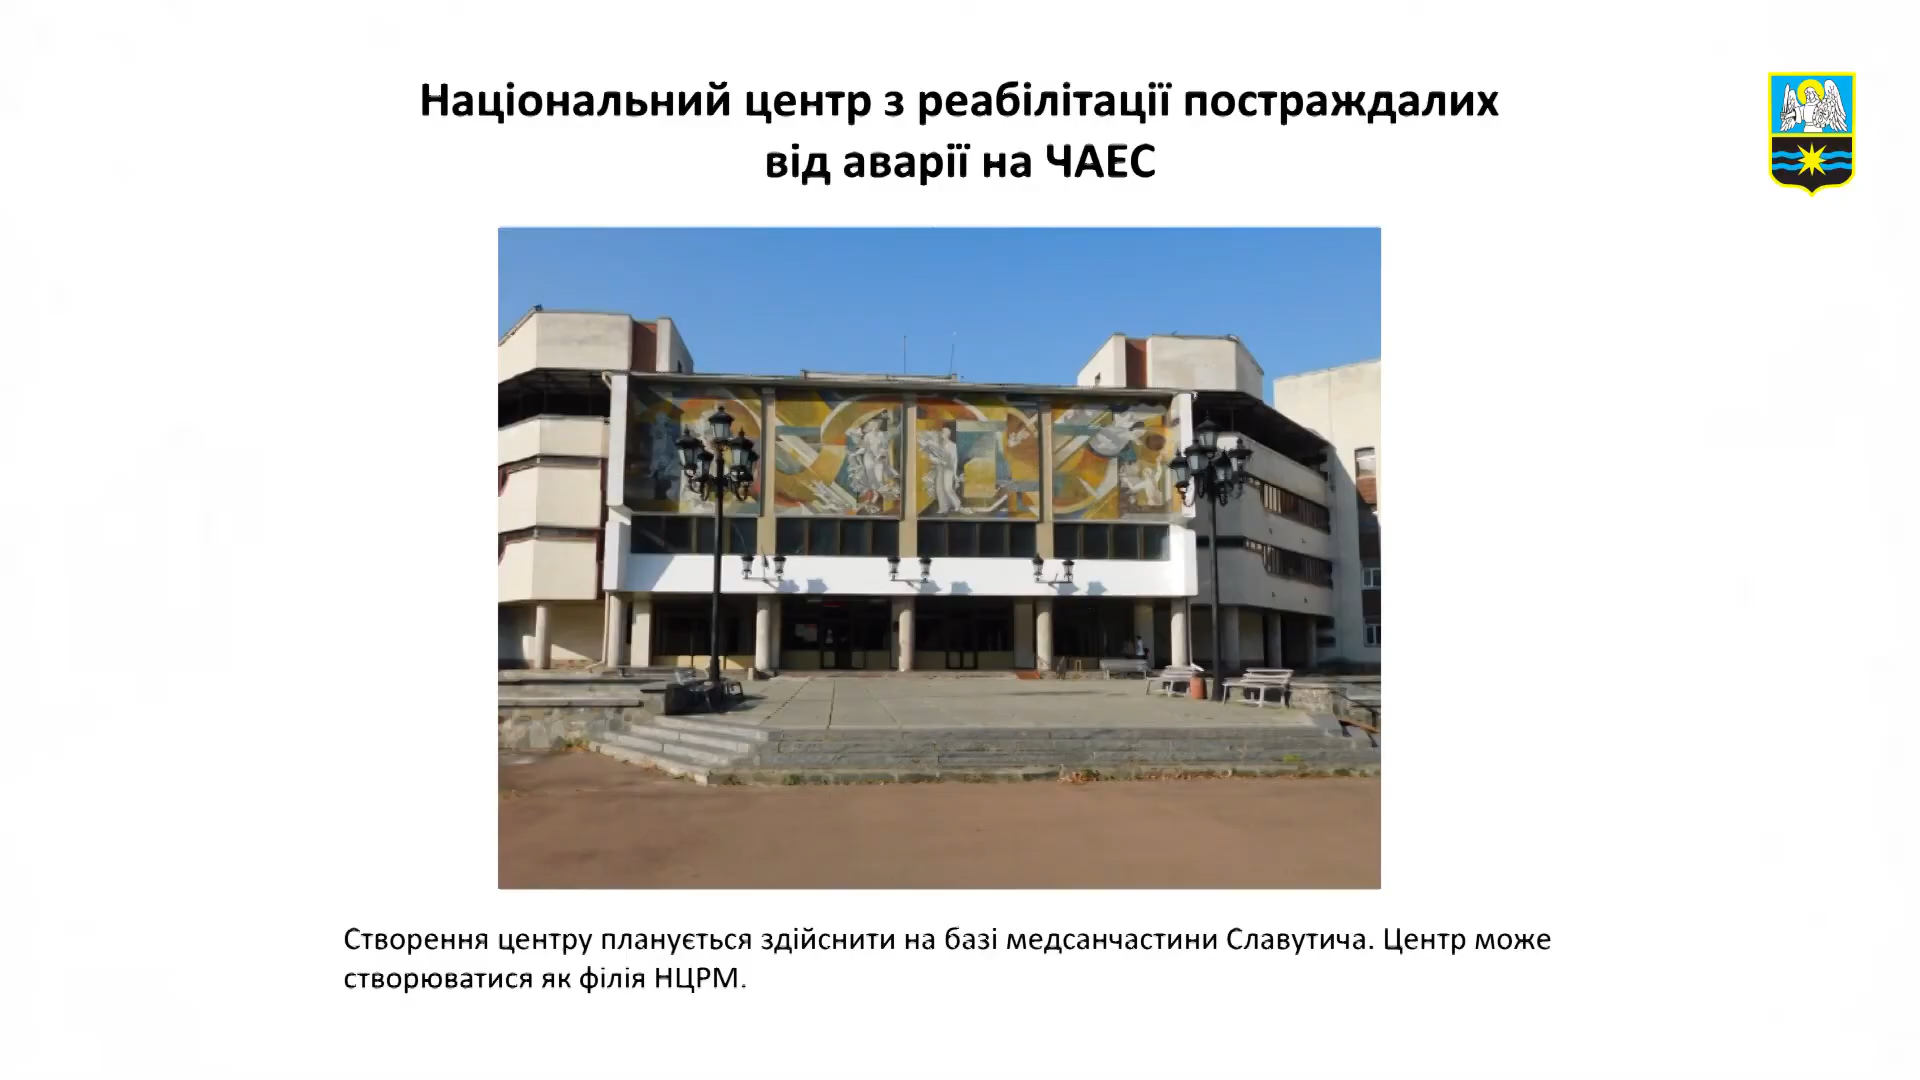 Національний центр з реабілітації постраждалих
від аварії на ЧАЕС
Створення центру планується здійснити на базі медсанчастини Славутича. Центр може
створюватися як філія НЦРМ.